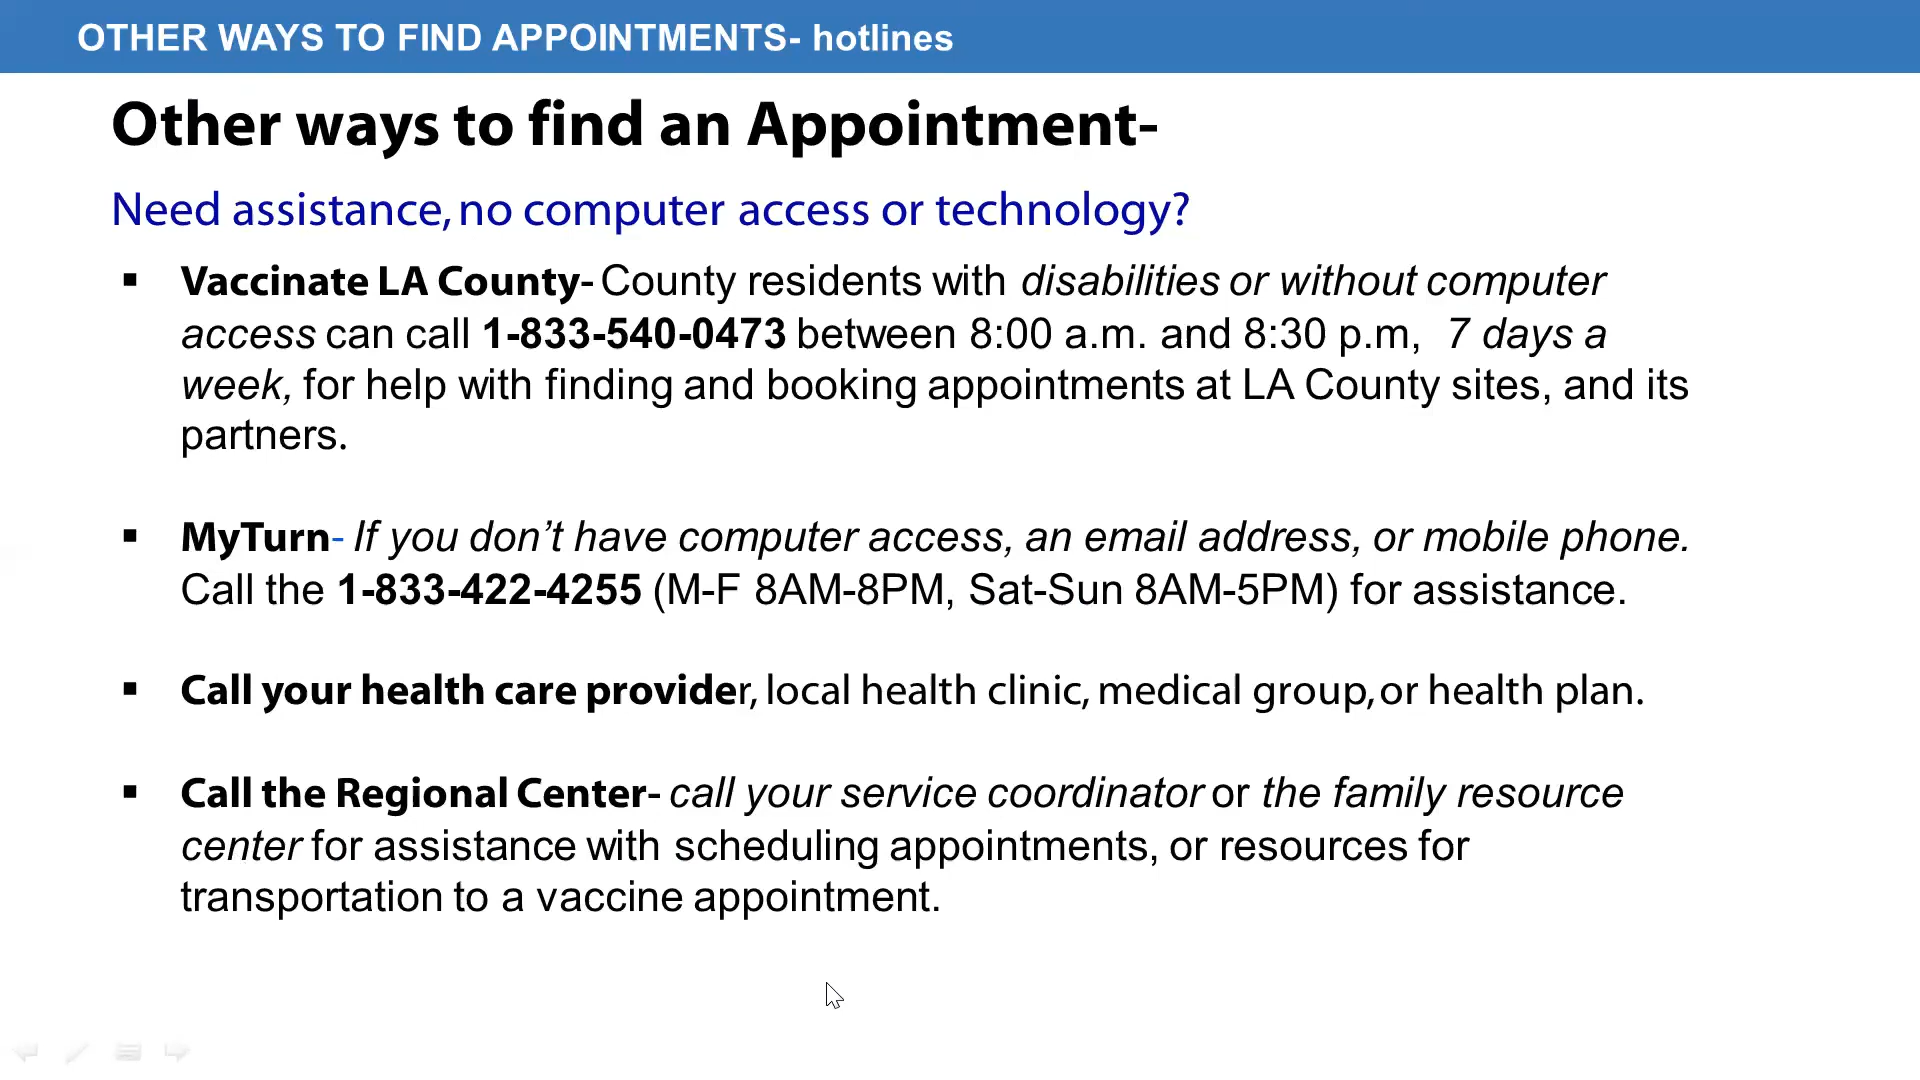 OTHER WAYS TO FIND APPOINTMENTS- hotlines
Other ways to find an Appointment-
Need assistance, no computer access or technology?
▪ Vaccinate LA County- County residents with disabilities or without computer
access can call 1-833-540-0473 between 8:00 a.m. and 8:30 p.m, 7 days a
week, for help with finding and booking appointments at LA County sites, and its
partners.
▪ MyTurn- If you don’t have computer access, an email address, or mobile phone.
Call the 1-833-422-4255 (M-F 8AM-8PM, Sat-Sun 8AM-5PM) for assistance.
▪ Call your health care provider, local health clinic, medical group, or health plan.
▪ Call the Regional Center- call your service coordinator or the family resource
center for assistance with scheduling appointments, or resources for
transportation to a vaccine appointment.